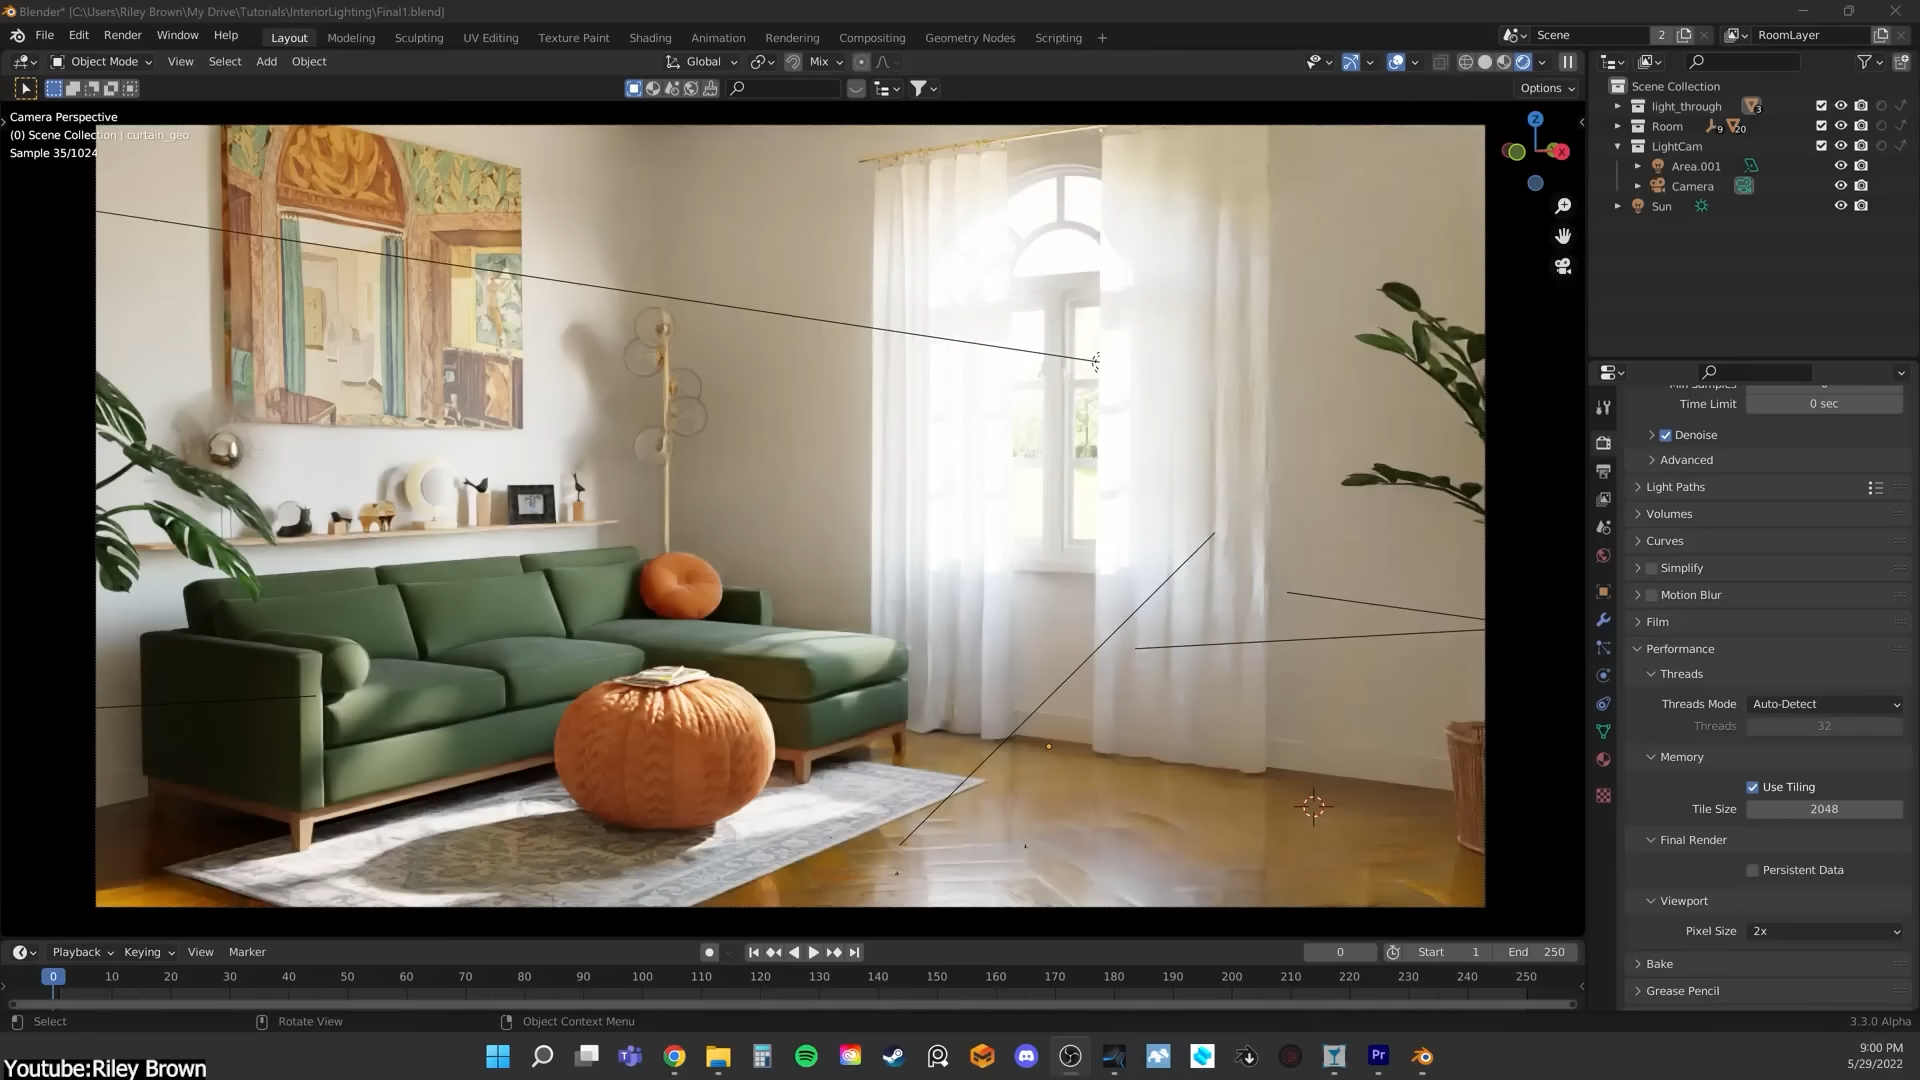 Blender* [C:\Users\Riley Brown\My Drive\Tutorials\InteriorLighting\Final1.blend]
File Edit Render Window Help Layout Modeling Sculpting UV Editing Texture Paint Shading Animation Rendering Compositing Geometry Nodes Scripting + Scene 2 RoomLayer
Object Mode View Select Add Object Global Mix
Options
Camera Perspective
(0) Scene Collection | curtain_geo
Sample 35/1024
Z
X
Scene Collection
light_through 3
Room 9 20
LightCam
Area.001
Camera
Sun
Min Samples
Time Limit 0 sec
Denoise
Advanced
Light Paths
Volumes
Curves
Simplify
Motion Blur
Film
Performance
Threads
Threads Mode Auto-Detect
Threads 32
Memory
Use Tiling
Tile Size 2048
Final Render
Persistent Data
Viewport
Pixel Size 2x
Bake
Grease Pencil
Playback Keying View Marker 0 Start 1 End 250
0 10 20 30 40 50 60 70 80 90 100 110 120 130 140 150 160 170 180 190 200 210 220 230 240 250
Select Rotate View Object Context Menu 3.3.0 Alpha
Pr
9:00 PM
5/29/2022
Youtube:Riley Brown